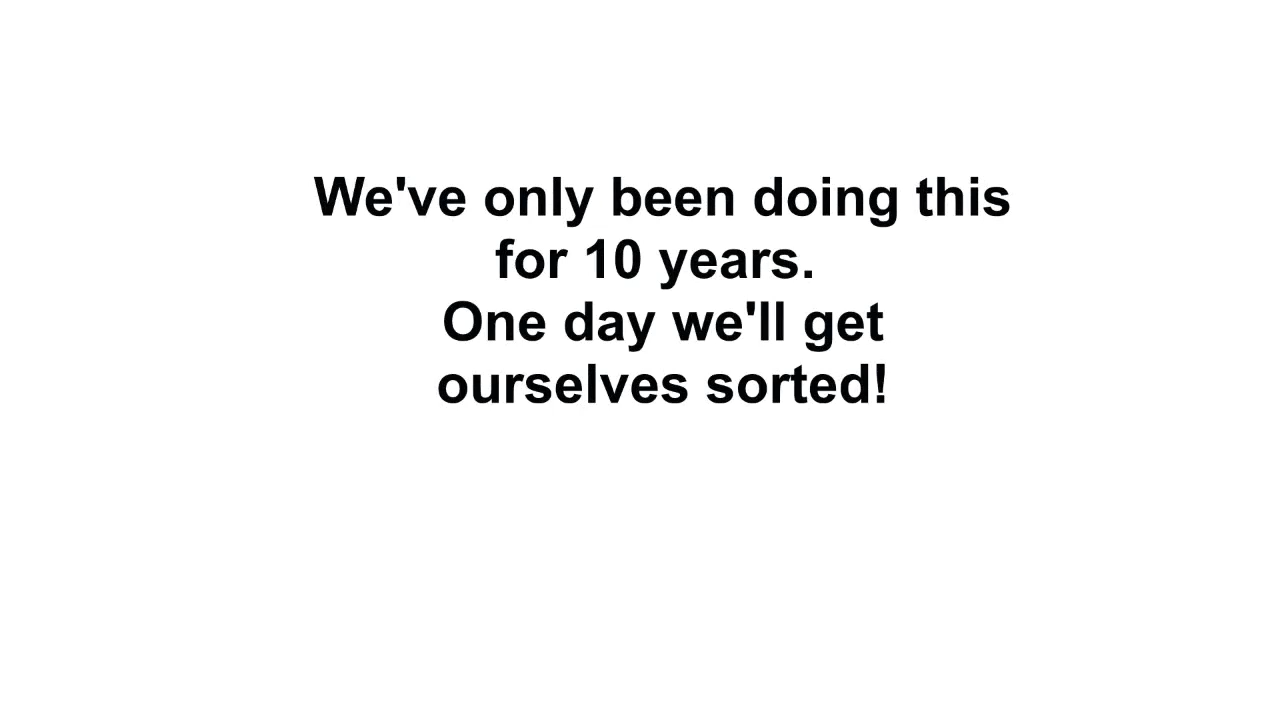 We've only been doing this
for 10 years.
One day we'll get
ourselves sorted!